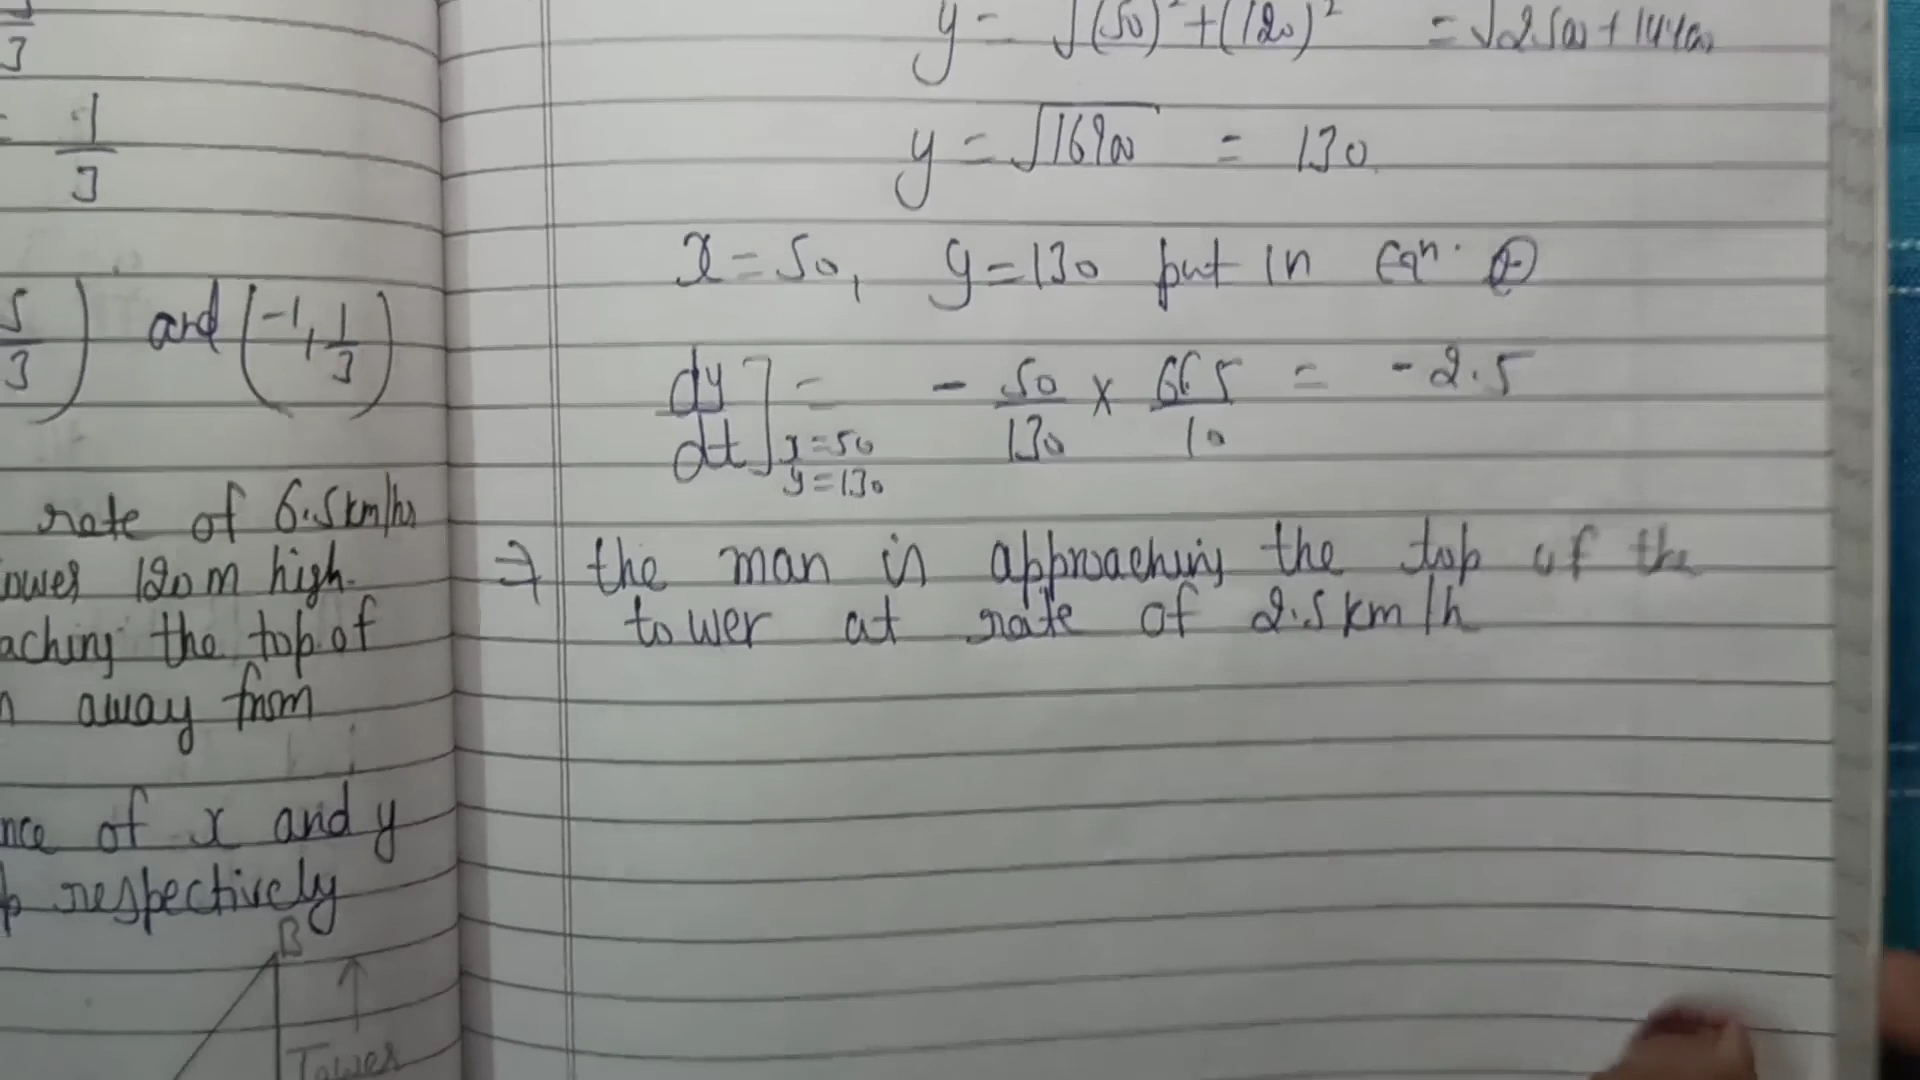 3
= 1
3
5
3 ) and (-1, 1
3)
rate of 6.5 km/hr
ower 120 m high.
aching the top of
n away from
nce of x and y
p respectively
B
Tower
y = √(50)² + (120)² = √2500 + 14400
y = √16900 = 130
x = 50, y = 130 put in Eqⁿ.
dy
dt ] x=50
y=130 = - 50
130 × 665
10 = -2.5
⇒ the man is approaching the top of the
tower at rate of 2.5 km/h